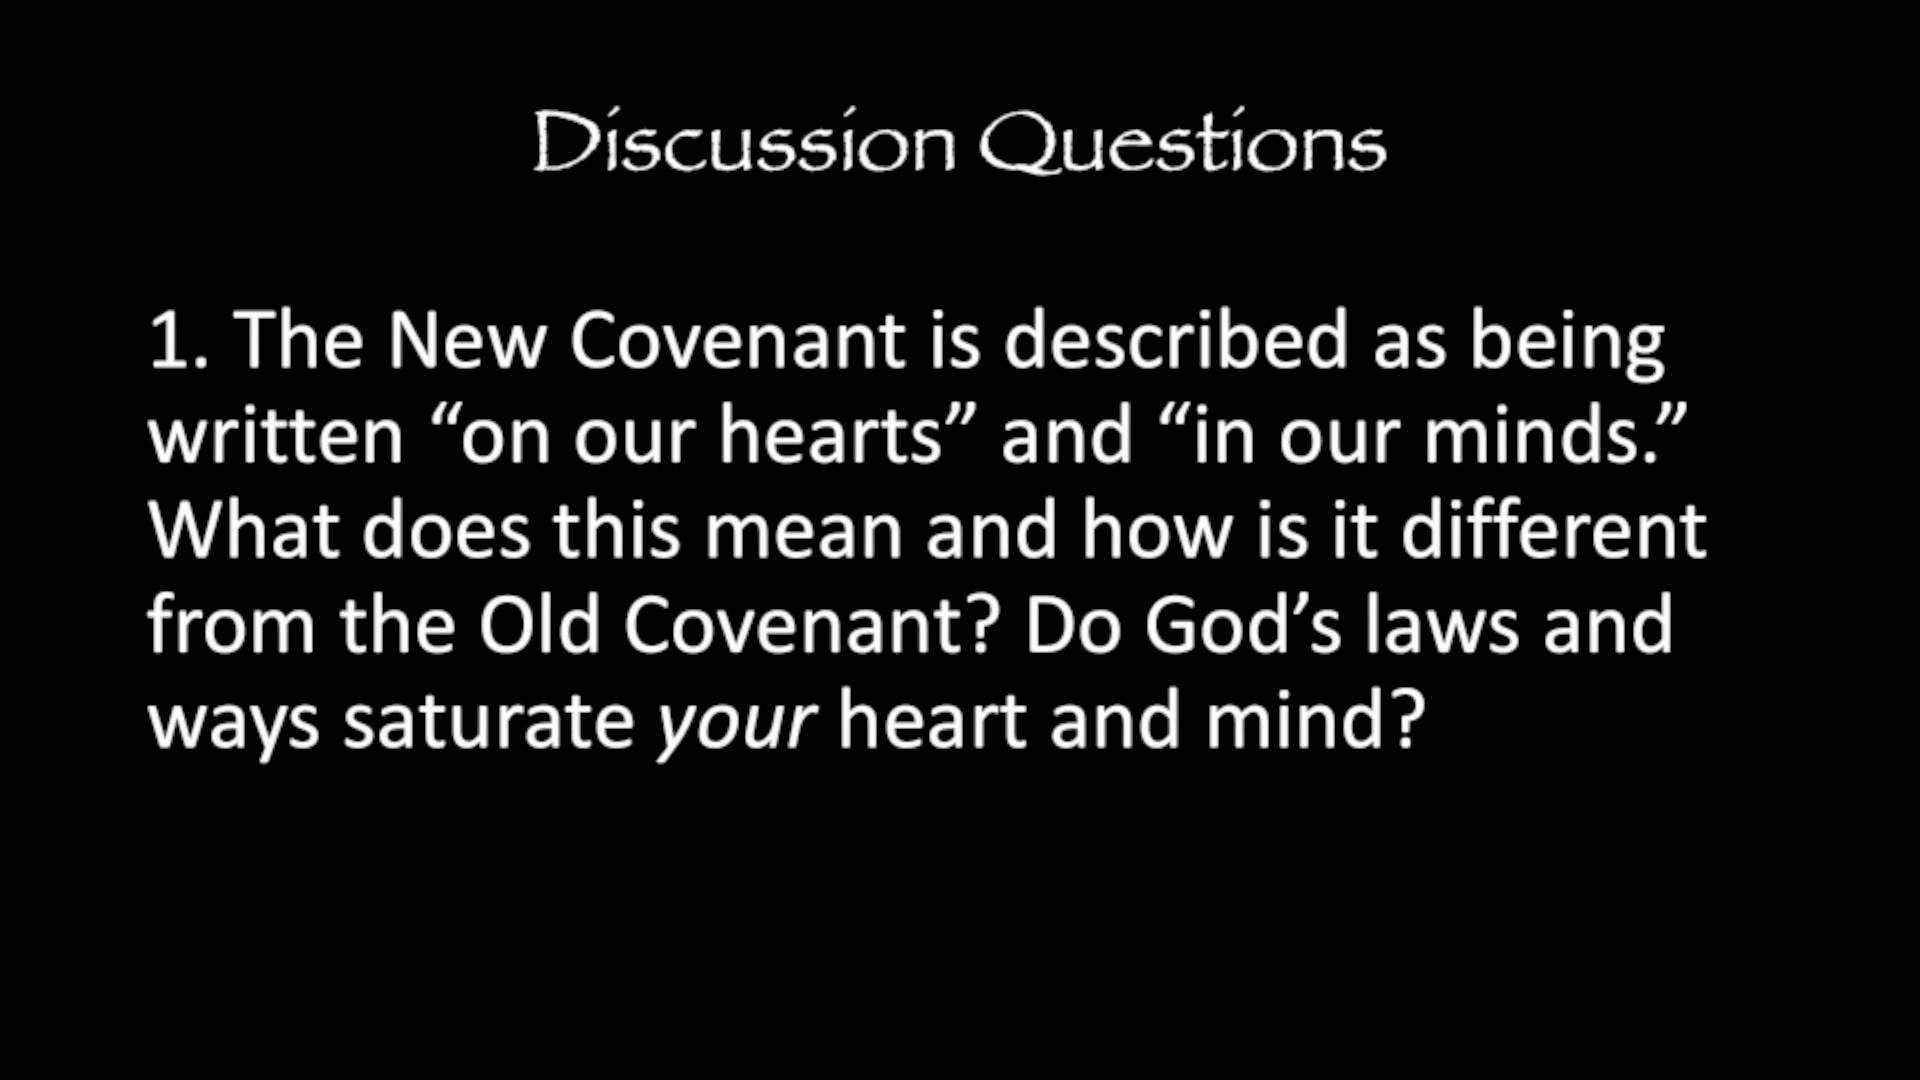 Discussion Questions
1. The New Covenant is described as being
written “on our hearts” and “in our minds.”
What does this mean and how is it different
from the Old Covenant? Do God’s laws and
ways saturate your heart and mind?